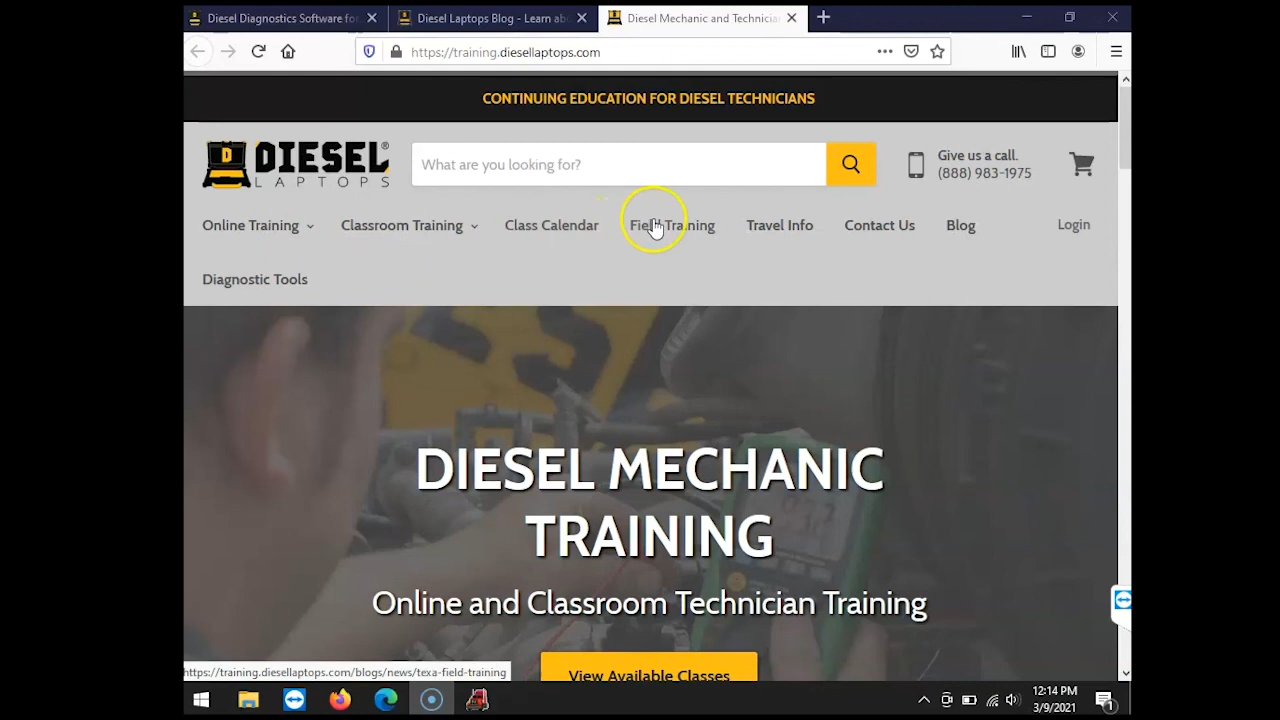 Diesel Diagnostics Software for
Diesel Laptops Blog - Learn abo
Diesel Mechanic and Technician
https://training.diesellaptops.com
CONTINUING EDUCATION FOR DIESEL TECHNICIANS
D DIESEL®
LAPTOPS
What are you looking for?
Give us a call.
(888) 983-1975
Online Training
Classroom Training
Class Calendar
Field Training
Travel Info
Contact Us
Blog
Login
Diagnostic Tools
DIESEL MECHANIC
TRAINING
Online and Classroom Technician Training
View Available Classes
https://training.diesellaptops.com/blogs/news/texa-field-training
12:14 PM
3/9/2021
1